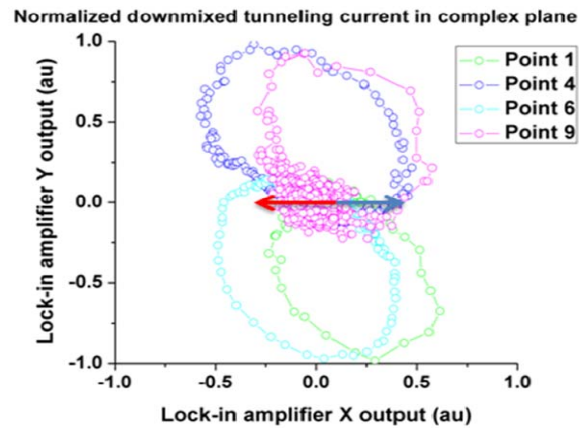 Normalized downmixed tunneling current in complex plane
Lock-in amplifier Y output (au)
1.0
0.5
0.0
-0.5
-1.0
-1.0
-0.5
0.0
0.5
1.0
Lock-in amplifier X output (au)
Point 1
Point 4
Point 6
Point 9